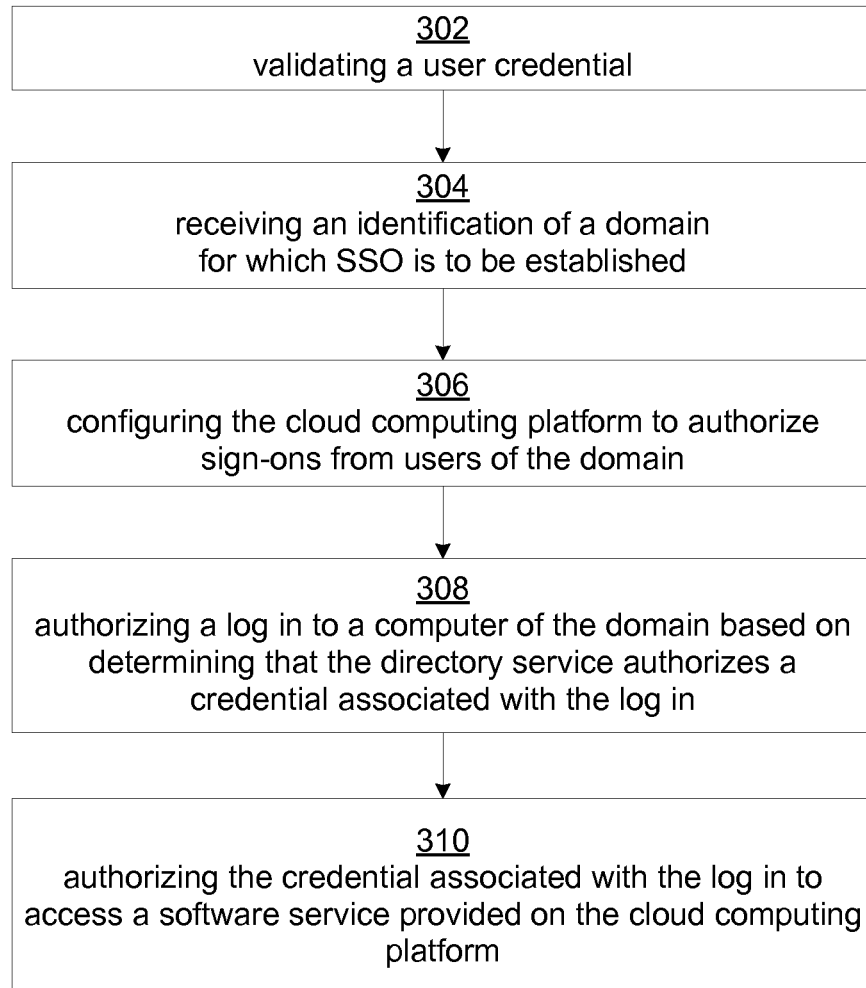 302
validating a user credential
304
receiving an identification of a domain
for which SSO is to be established
306
configuring the cloud computing platform to authorize
sign-ons from users of the domain
308
authorizing a log in to a computer of the domain based on
determining that the directory service authorizes a
credential associated with the log in
310
authorizing the credential associated with the log in to
access a software service provided on the cloud computing
platform